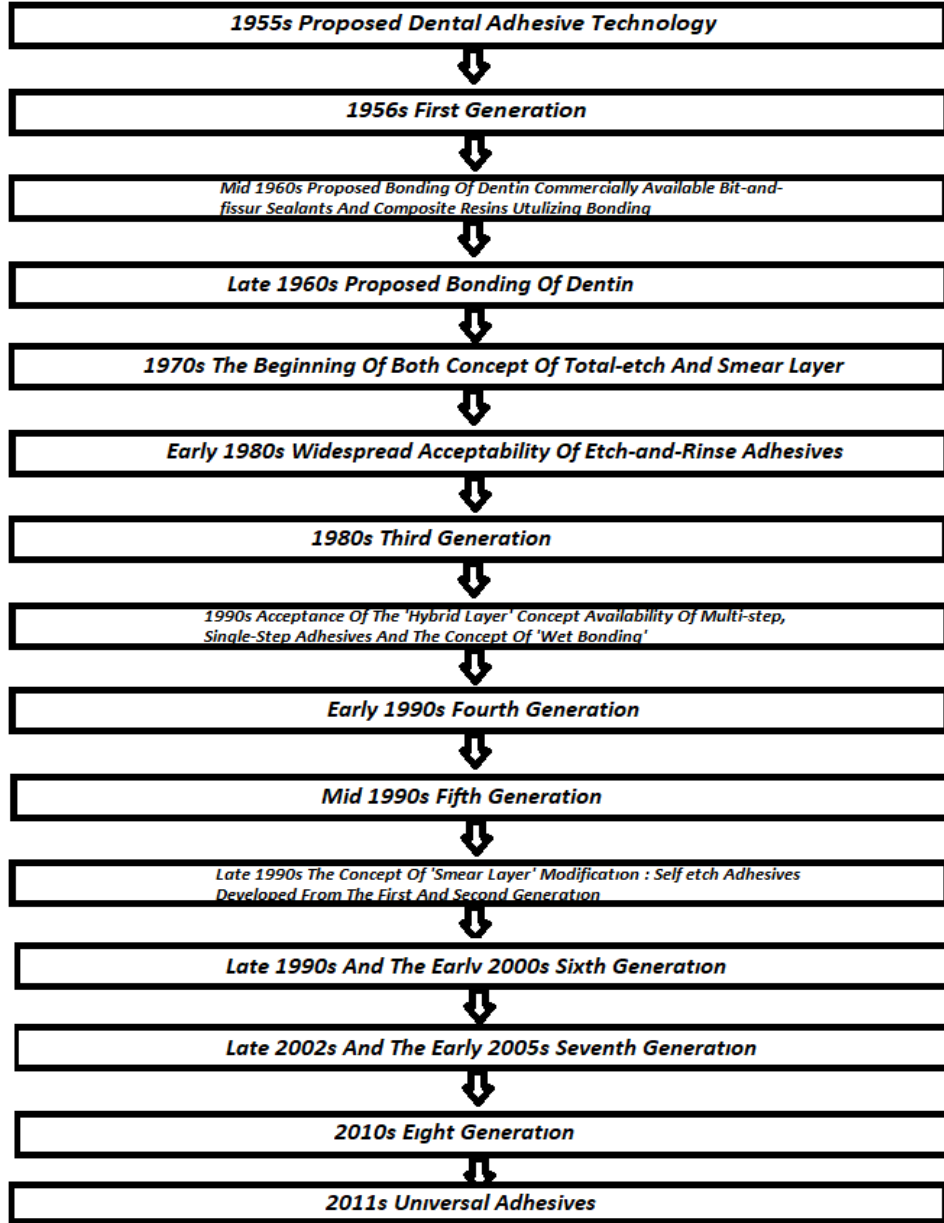 1955s Proposed Dental Adhesive Technology
1956s First Generation
Mid 1960s Proposed Bonding Of Dentin Commercially Available Bit-and-
fissur Sealants And Composite Resins Utulizing Bonding
Late 1960s Proposed Bonding Of Dentin
1970s The Beginning Of Both Concept Of Total-etch And Smear Layer
Early 1980s Widespread Acceptability Of Etch-and-Rinse Adhesives
1980s Third Generation
1990s Acceptance Of The 'Hybrid Layer' Concept Availability Of Multi-step,
Single-Step Adhesives And The Concept Of 'Wet Bonding'
Early 1990s Fourth Generation
Mid 1990s Fifth Generation
Late 1990s The Concept Of 'Smear Layer' Modificatıon : Self etch Adhesives
Developed From The First And Second Generatıon
Late 1990s And The Early 2000s Sixth Generatıon
Late 2002s And The Early 2005s Seventh Generatıon
2010s Eıght Generatıon
2011s Unıversal Adhesives